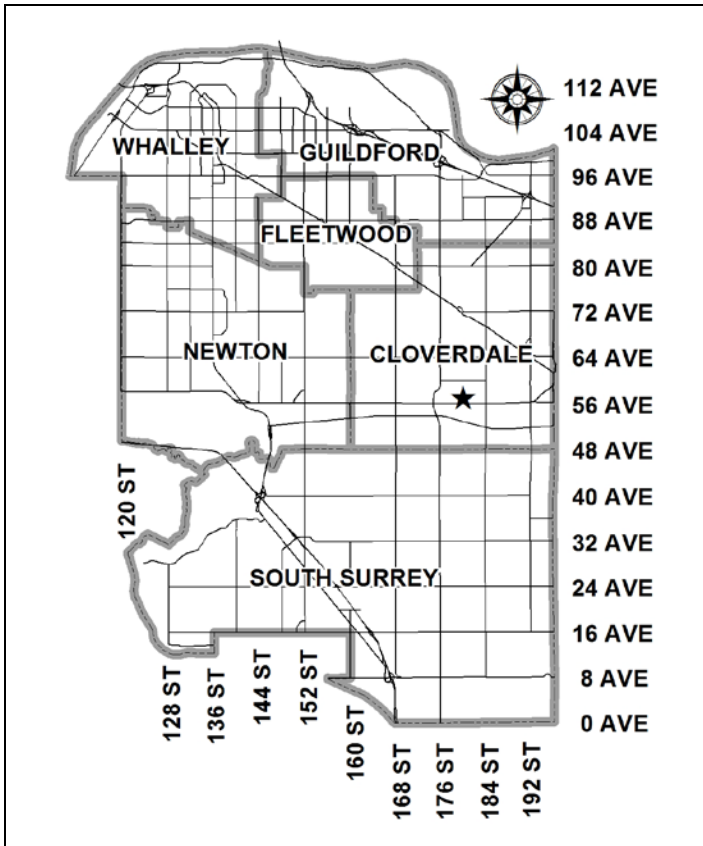 112 AVE
104 AVE
WHALLEY
GUILDFORD
96 AVE
88 AVE
FLEETWOOD
80 AVE
72 AVE
NEWTON
CLOVERDALE
64 AVE
56 AVE
48 AVE
120 ST
40 AVE
32 AVE
SOUTH SURREY
24 AVE
16 AVE
8 AVE
0 AVE
128 ST
136 ST
144 ST
152 ST
160 ST
168 ST
176 ST
184 ST
192 ST